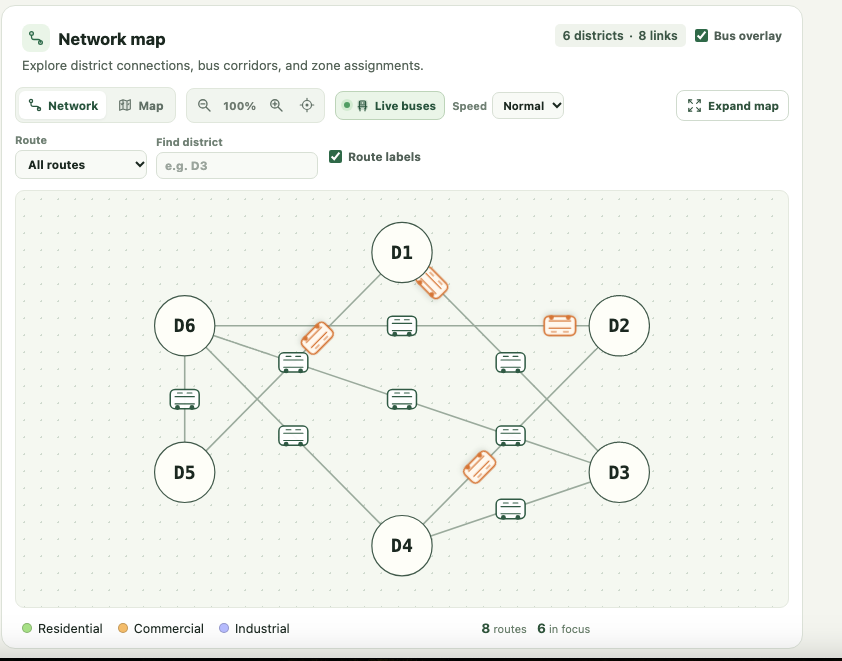 Network map
6 districts · 8 links
Bus overlay
Explore district connections, bus corridors, and zone assignments.
Network
Map
100%
Live buses
Speed
Normal
Expand map
Route
Find district
All routes
e.g. D3
Route labels
D1
D6
D2
D5
D3
D4
Residential
Commercial
Industrial
8 routes
6 in focus